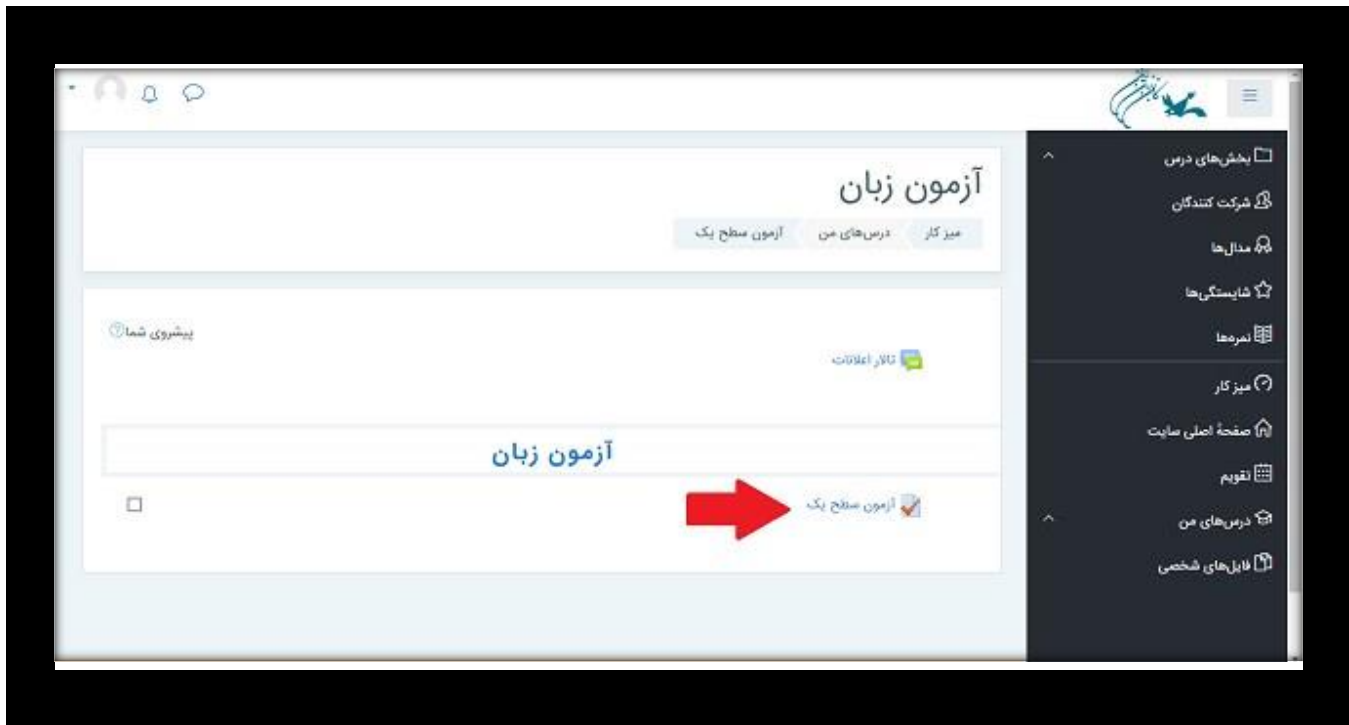 بخش‌های درس
شرکت کنندگان
مدال‌ها
شایستگی‌ها
نمره‌ها
میز کار
صفحهٔ اصلی سایت
تقویم
درس‌های من
فایل‌های شخصی
آزمون زبان
میز کار درس‌های من آزمون سطح یک
پیشروی شما
تالار اعلانات
آزمون زبان
آزمون سطح یک